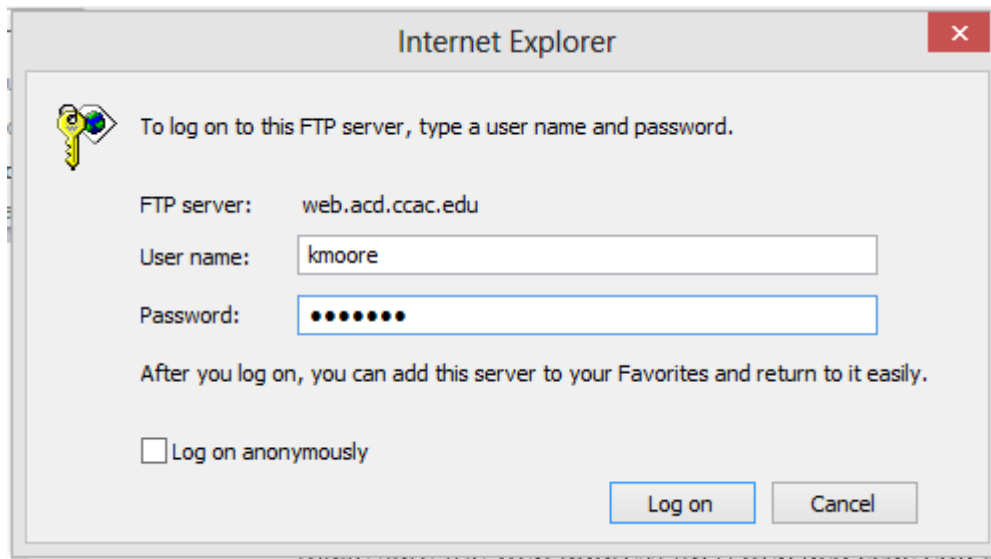 Internet Explorer
To log on to this FTP server, type a user name and password.
FTP server: web.acd.ccac.edu
User name: kmoore
Password: •••••••
After you log on, you can add this server to your Favorites and return to it easily.
Log on anonymously
Log on Cancel